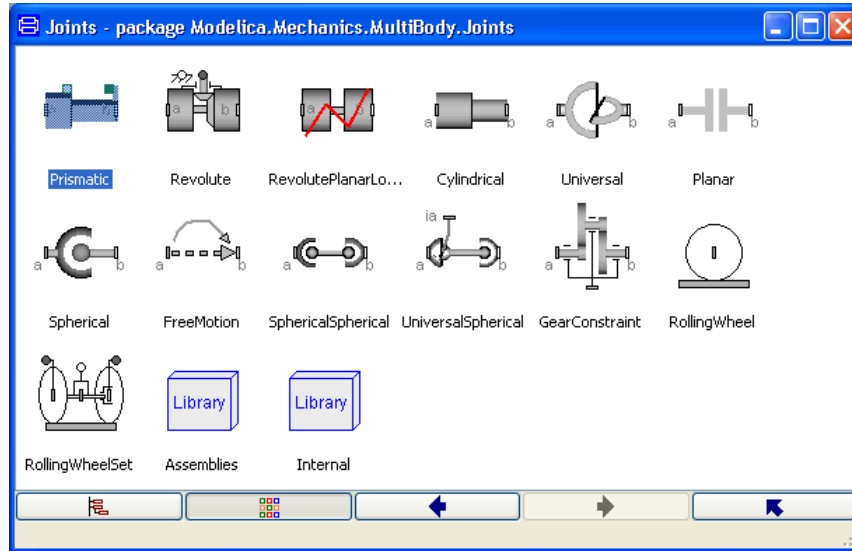 Joints - package Modelica.Mechanics.MultiBody.Joints
a b
a b
a b
a b
Prismatic Revolute RevolutePlanarLo... Cylindrical Universal Planar
ia
a b
a b
a b
a b
a b
Spherical FreeMotion SphericalSpherical UniversalSpherical GearConstraint RollingWheel
Library Library
RollingWheelSet Assemblies Internal